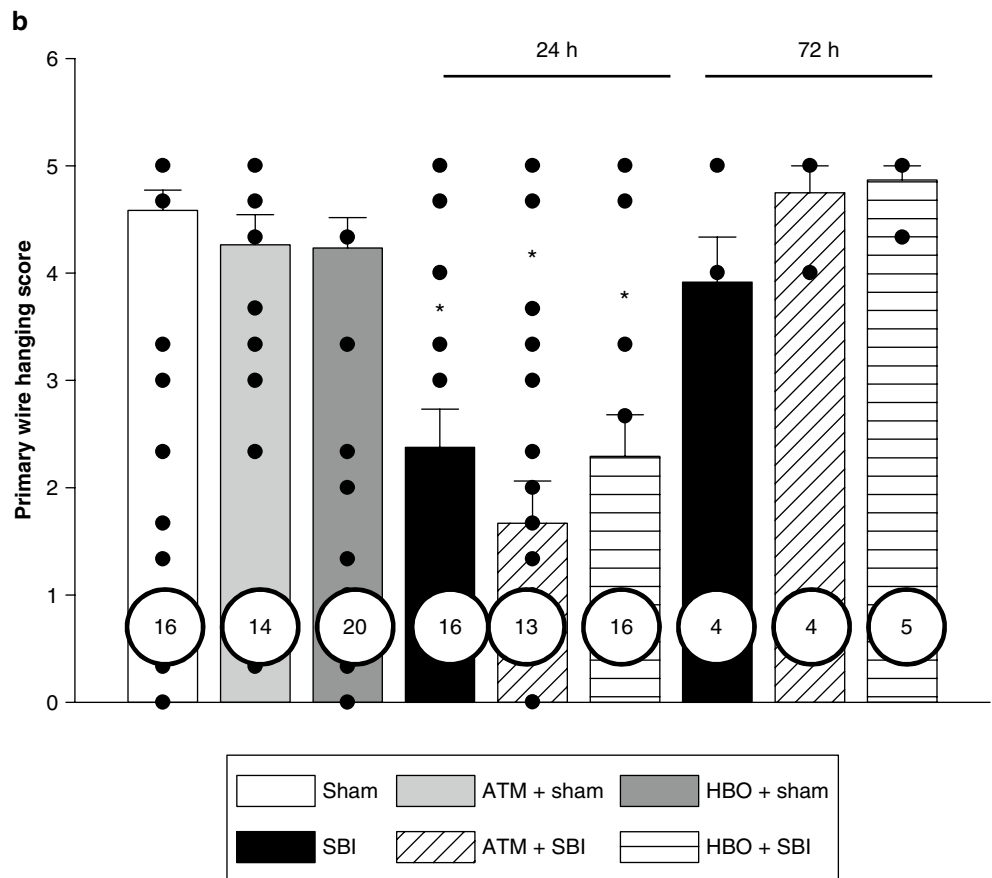 b
24 h 72 h
6
5
4
3
2
1
0
Primary wire hanging score
* * *
16 14 20 16 13 16 4 4 5
Sham ATM + sham HBO + sham
SBI ATM + SBI HBO + SBI